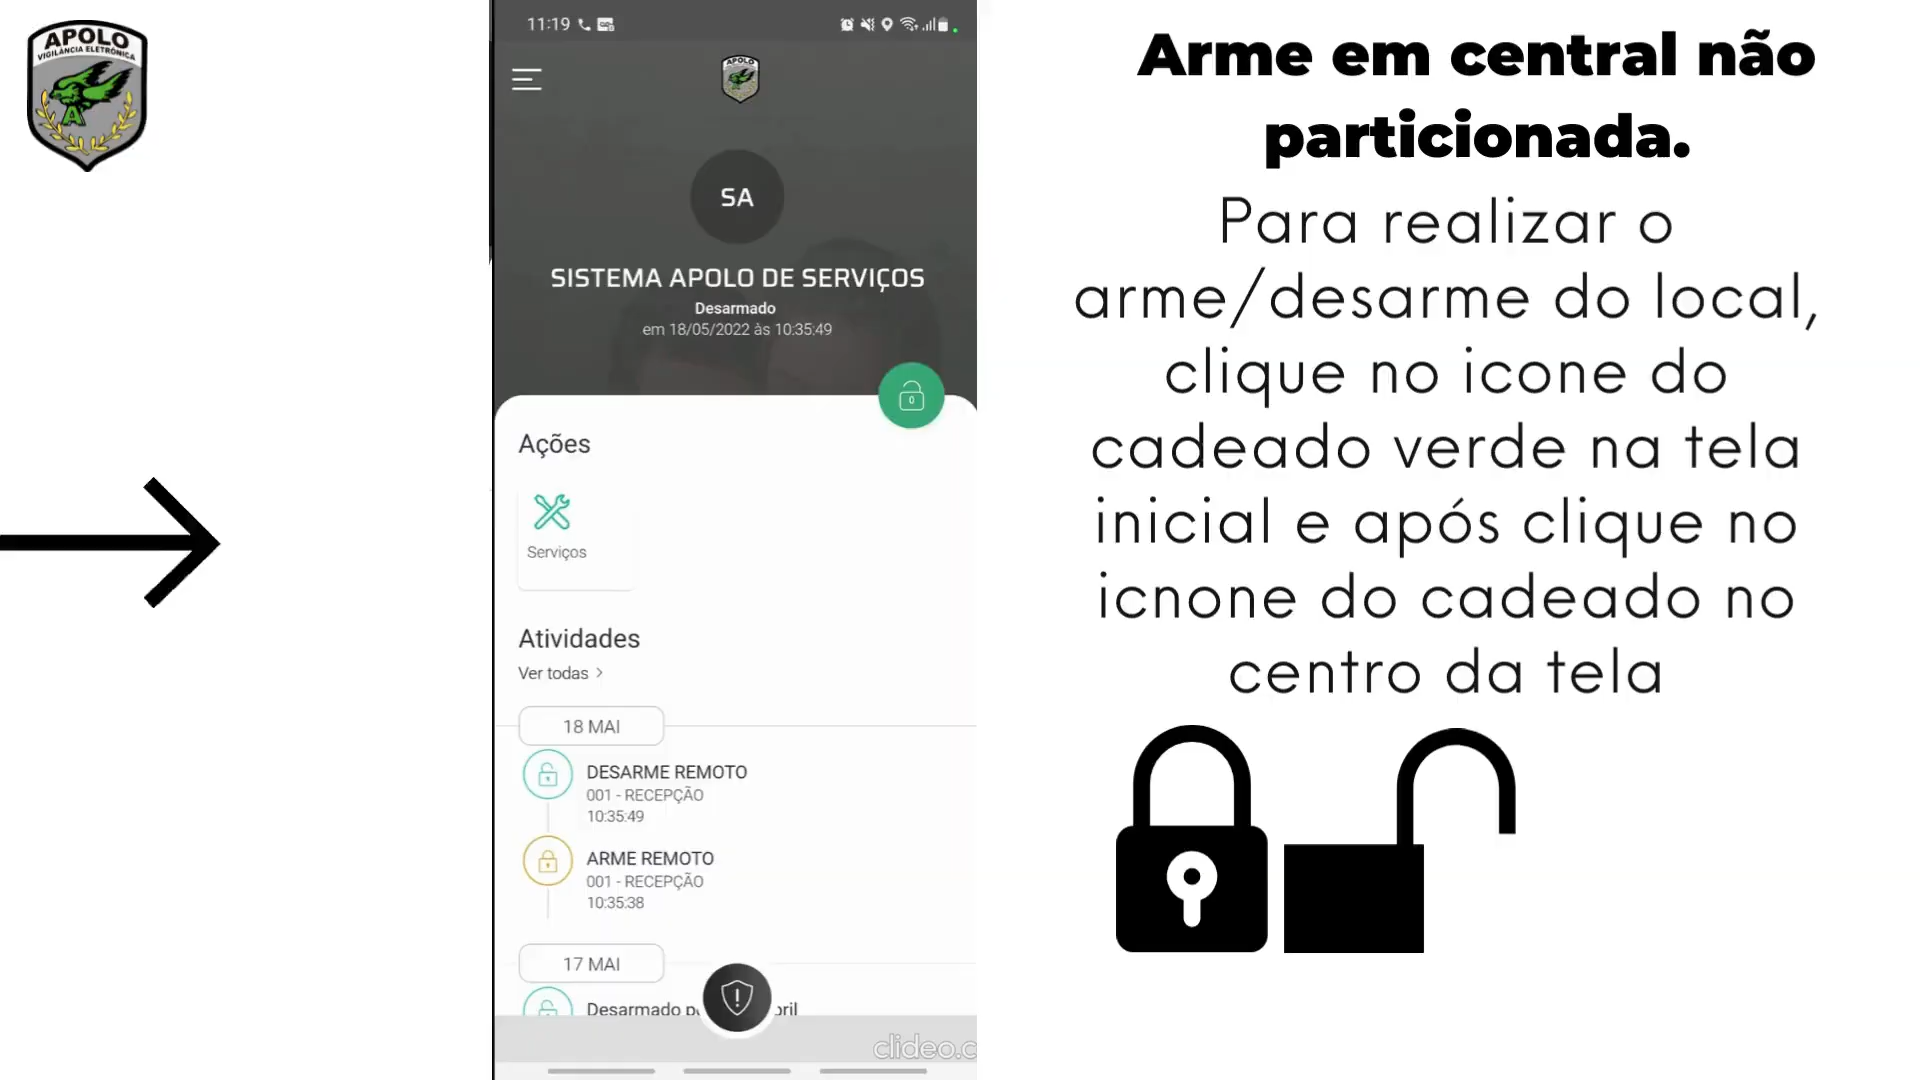 APOLO
VIGILÂNCIA ELETRÔNICA
A
11:19
APOLO
SA
SISTEMA APOLO DE SERVIÇOS
Desarmado
em 18/05/2022 às 10:35:49
Ações
Serviços
Atividades
Ver todas >
18 MAI
DESARME REMOTO
001 - RECEPÇÃO
10:35:49
ARME REMOTO
001 - RECEPÇÃO
10:35:38
17 MAI
Desarmado
clideo.c
Arme em central não
particionada.
Para realizar o
arme/desarme do local,
clique no icone do
cadeado verde na tela
inicial e após clique no
icnone do cadeado no
centro da tela